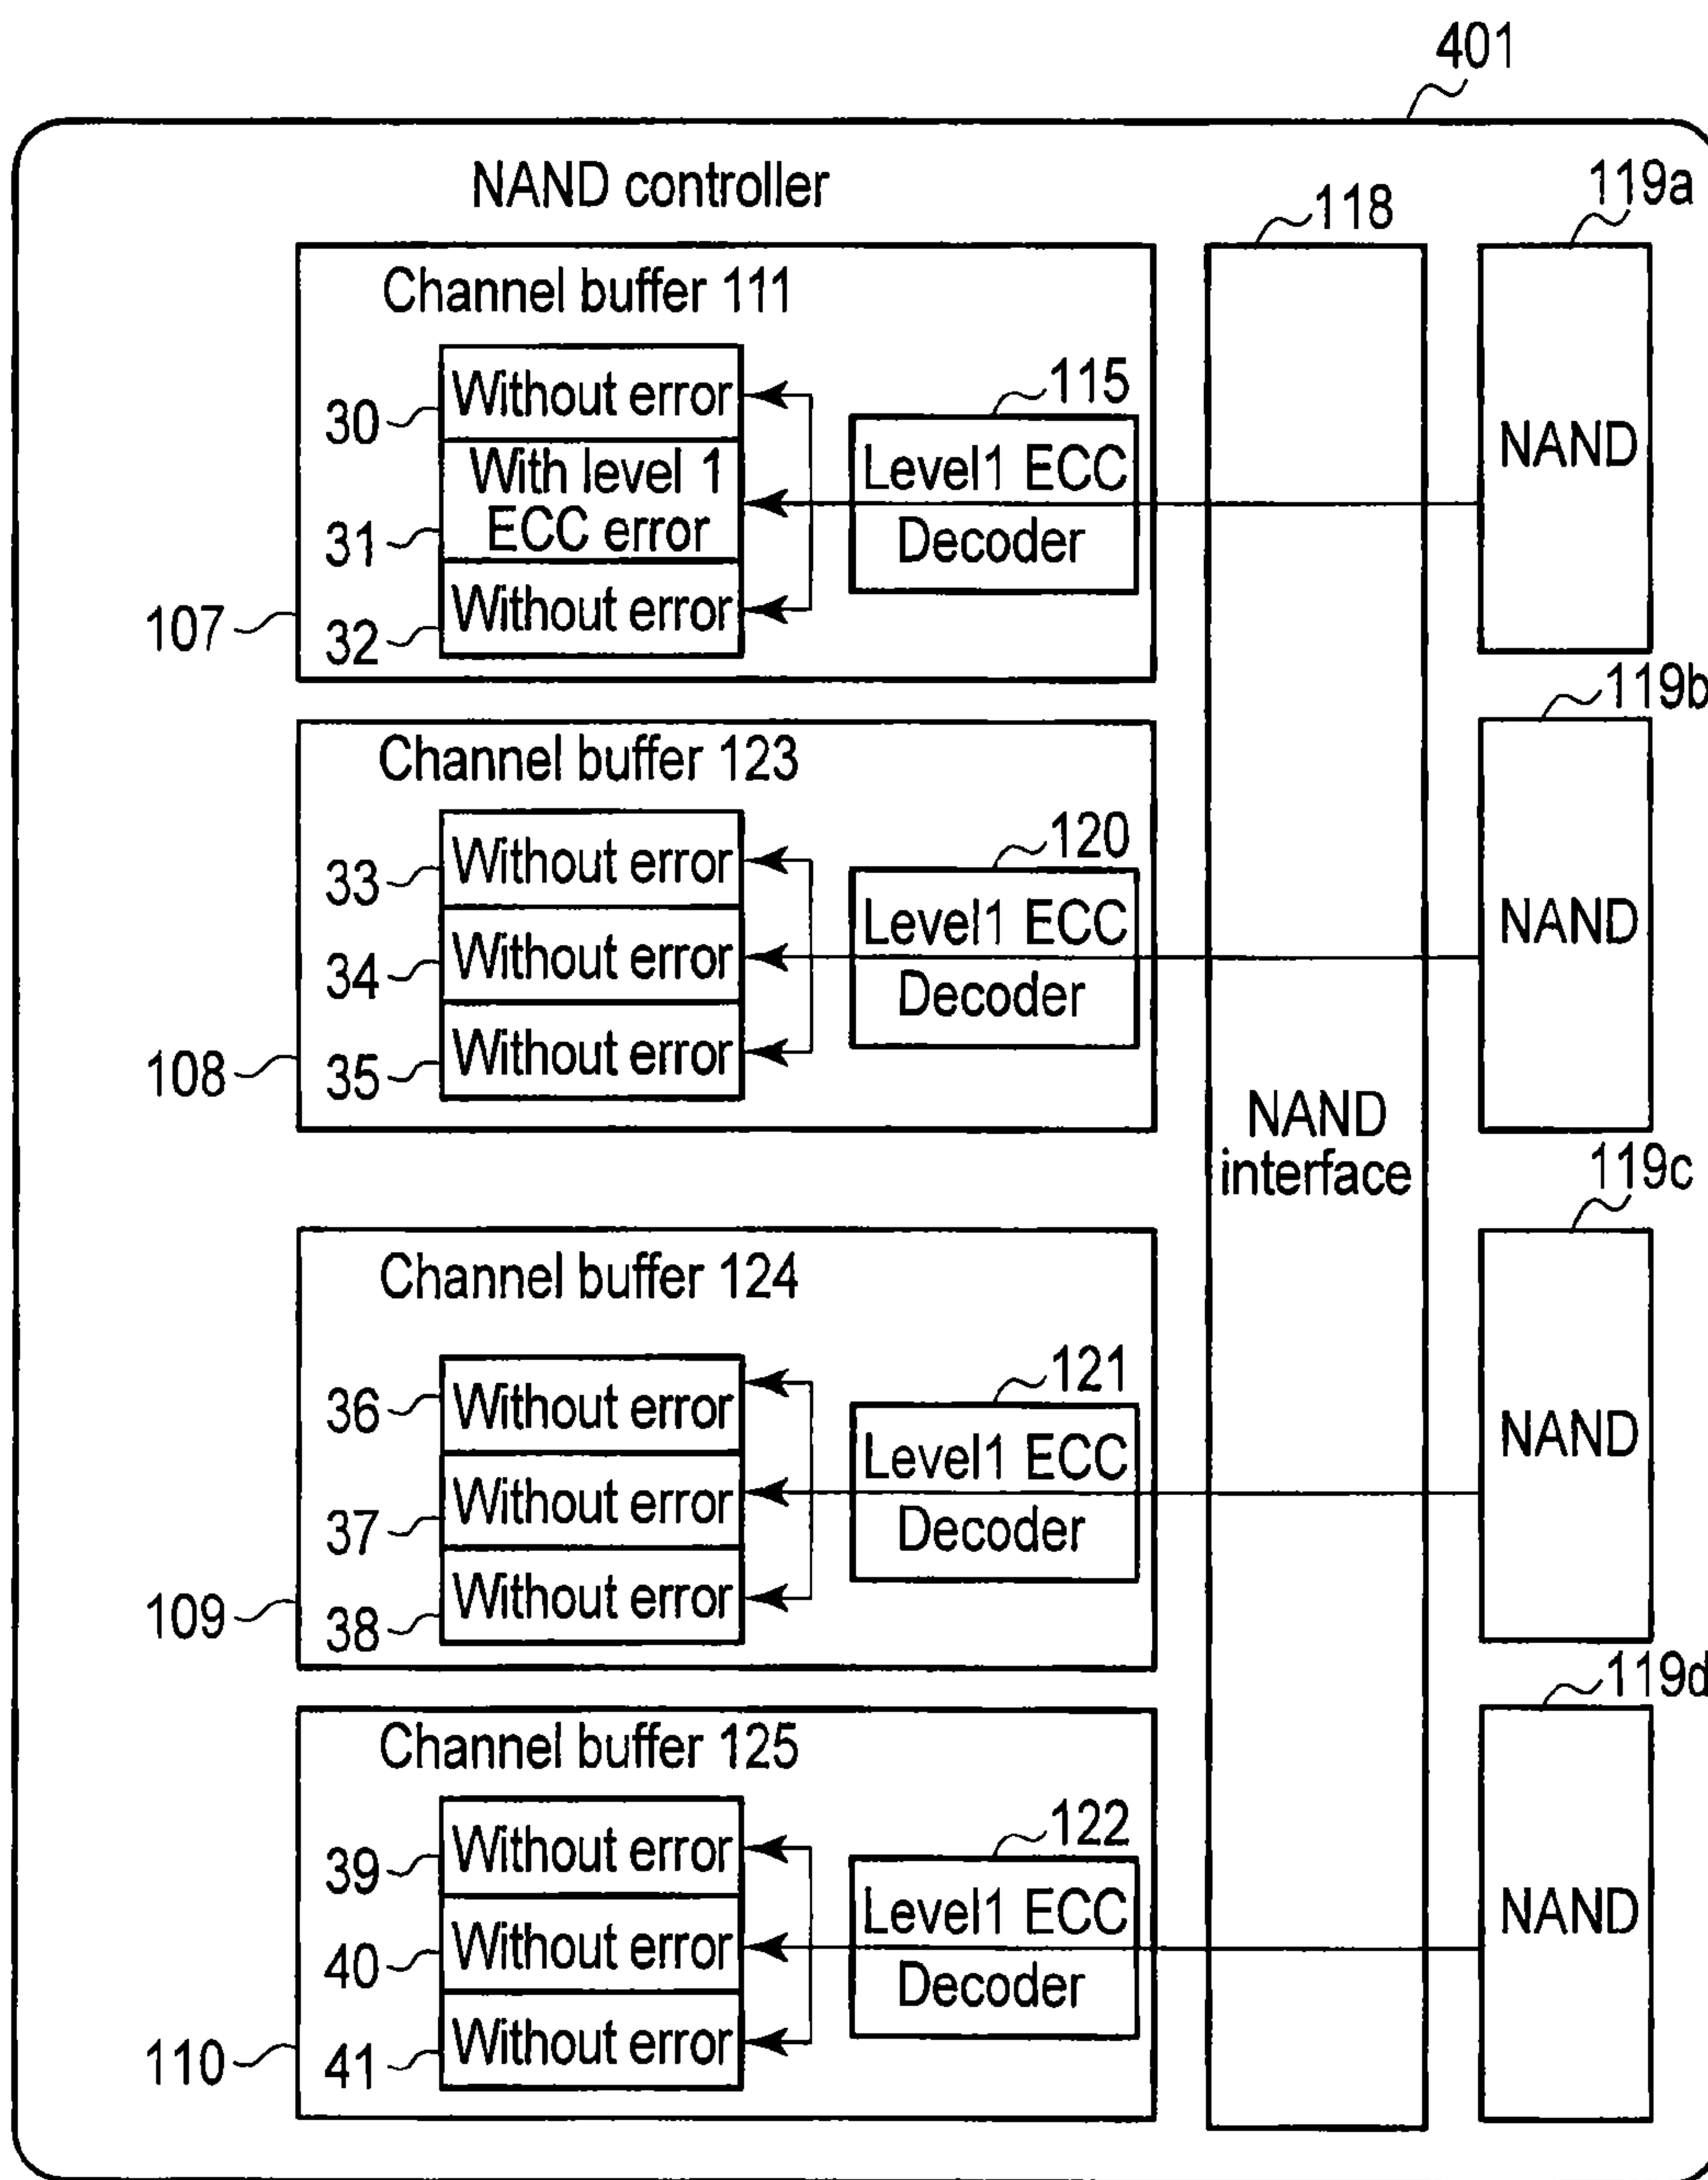 401
NAND controller
118
119a
Channel buffer 111
30
Without error
115
Level1 ECC
Decoder
NAND
31
With level 1
ECC error
32
Without error
107
119b
Channel buffer 123
33
Without error
120
Level1 ECC
Decoder
NAND
34
Without error
35
Without error
108
NAND
interface
119c
Channel buffer 124
36
Without error
121
Level1 ECC
Decoder
NAND
37
Without error
38
Without error
109
119d
Channel buffer 125
39
Without error
122
Level1 ECC
Decoder
NAND
40
Without error
41
Without error
110